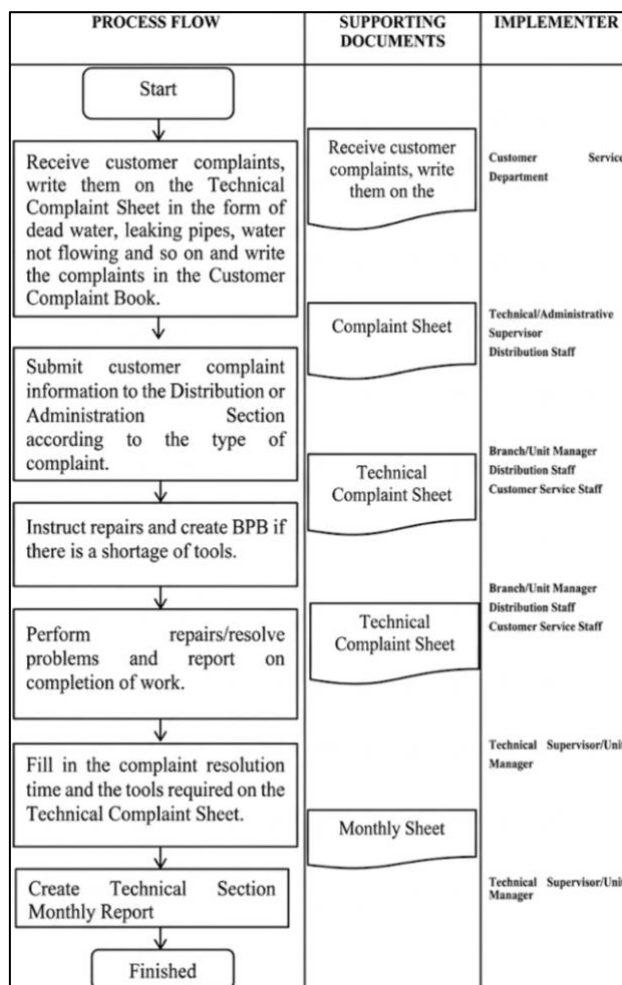 PROCESS FLOW
SUPPORTING
DOCUMENTS
IMPLEMENTER
Start
Receive customer complaints,
write them on the Technical
Complaint Sheet in the form of
dead water, leaking pipes, water
not flowing and so on and write
the complaints in the Customer
Complaint Book.
Receive customer
complaints, write
them on the
Customer Service
Department
Submit customer complaint
information to the Distribution or
Administration Section
according to the type of
complaint.
Complaint Sheet
Technical/Administrative
Supervisor
Distribution Staff
Instruct repairs and create BPB if
there is a shortage of tools.
Technical
Complaint Sheet
Branch/Unit Manager
Distribution Staff
Customer Service Staff
Perform repairs/resolve
problems and report on
completion of work.
Technical
Complaint Sheet
Branch/Unit Manager
Distribution Staff
Customer Service Staff
Fill in the complaint resolution
time and the tools required on the
Technical Complaint Sheet.
Monthly Sheet
Technical Supervisor/Unit
Manager
Create Technical Section
Monthly Report
Technical Supervisor/Unit
Manager
Finished